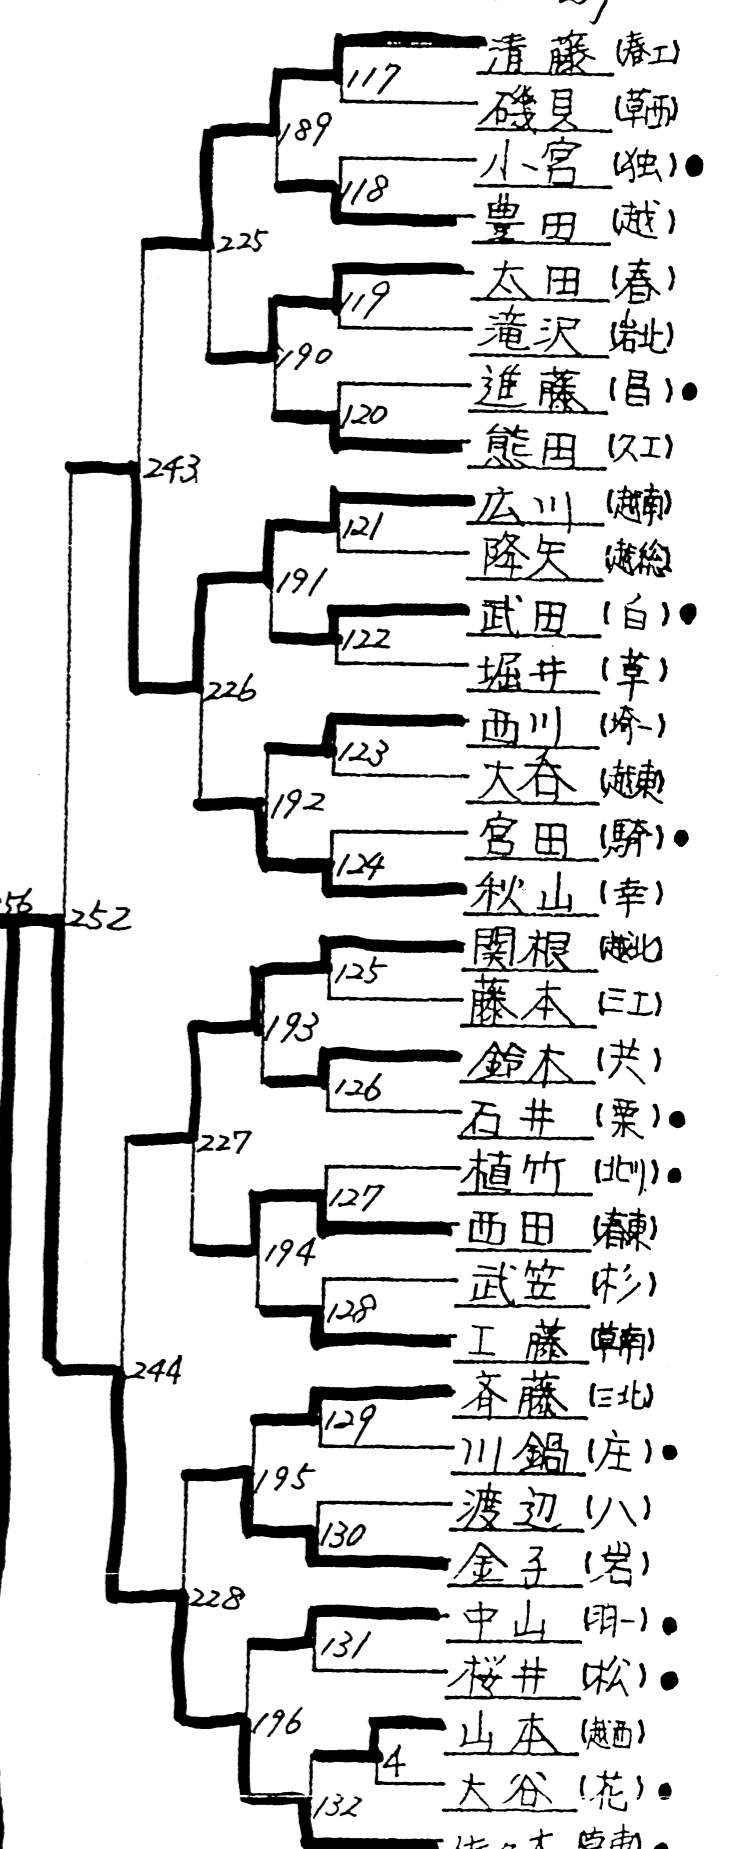 清藤 (春工)
117
磯貝 (草西)
189
小宮 (独) ●
118
豊田 (越)
225
太田 (春)
119
滝沢 (岩北)
190
進藤 (昌) ●
120
熊田 (久工)
243
広川 (越南)
121
降矢 (越総)
191
武田 (白) ●
122
堀井 (草)
226
西川 (埼一)
123
大呑 (越東)
192
宮田 (騎) ●
124
秋山 (幸)
56
252
関根 (越北)
125
藤本 (三工)
193
鈴木 (共)
126
石井 (栗) ●
227
植竹 ●
127
西田 (春東)
194
武笠 (杉)
128
工藤 (草南)
244
斉藤 (三北)
129
川鍋 (庄) ●
195
渡辺 (八)
130
金子 (岩)
228
中山 ●
131
桜井 (松) ●
196
山本 (越西)
4
大谷 (花) ●
132